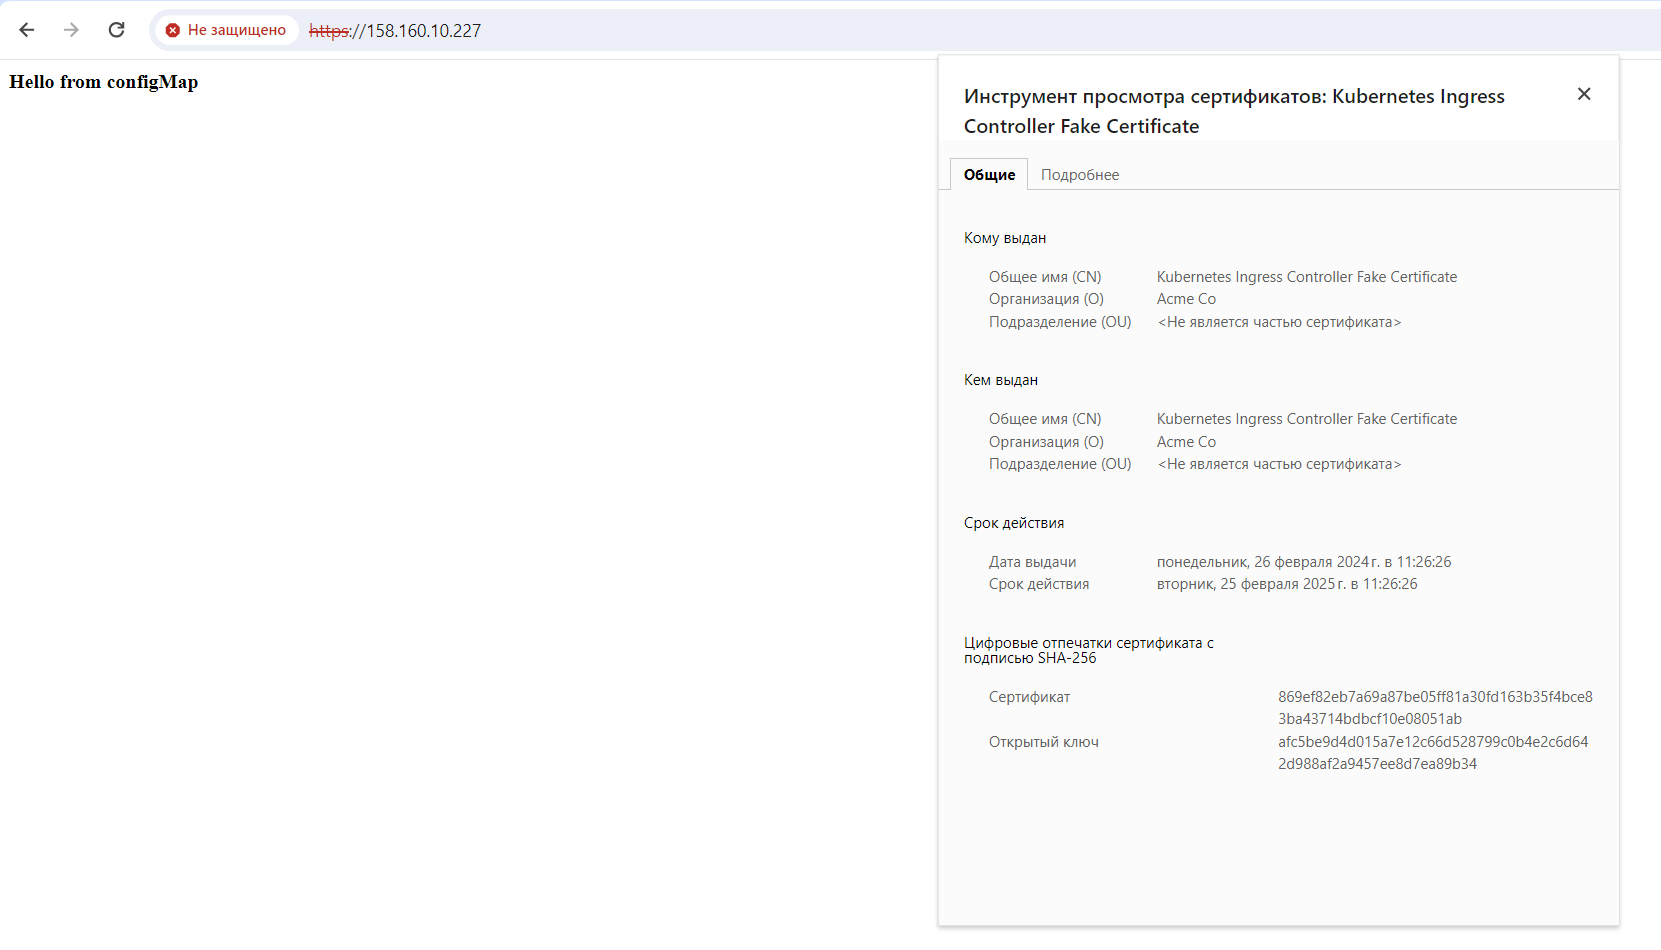 Не защищено https://158.160.10.227
Hello from configMap
Инструмент просмотра сертификатов: Kubernetes Ingress
Controller Fake Certificate
Общие Подробнее
Кому выдан
Общее имя (CN) Kubernetes Ingress Controller Fake Certificate
Организация (O) Acme Co
Подразделение (OU) <Не является частью сертификата>
Кем выдан
Общее имя (CN) Kubernetes Ingress Controller Fake Certificate
Организация (O) Acme Co
Подразделение (OU) <Не является частью сертификата>
Срок действия
Дата выдачи понедельник, 26 февраля 2024 г. в 11:26:26
Срок действия вторник, 25 февраля 2025 г. в 11:26:26
Цифровые отпечатки сертификата с
подписью SHA-256
Сертификат 869ef82eb7a69a87be05ff81a30fd163b35f4bce8
3ba43714bdbcf10e08051ab
Открытый ключ afc5be9d4d015a7e12c66d528799c0b4e2c6d64
2d988af2a9457ee8d7ea89b34